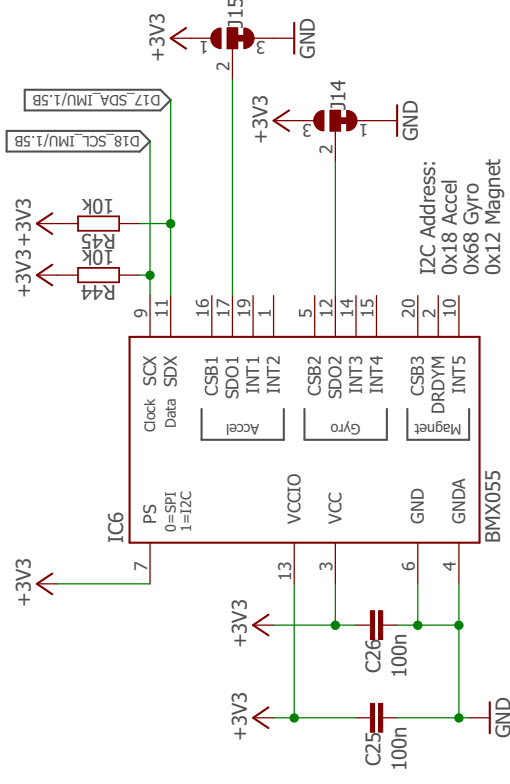 J15
+3V3
1
3
2
GND
D17_SDA_IMU/1.5B
J14
+3V3
3
1
2
GND
D18_SCL_IMU/1.5B
I2C Address:
0x18 Accel
0x68 Gyro
0x12 Magnet
+3V3
+3V3
10k
R45
10k
R44
9
11
16
17
19
1
5
12
14
15
20
2
10
SCX
SDX
Clock
Data
CSB1
SDO1
INT1
INT2
Accel
CSB2
SDO2
INT3
INT4
Gyro
CSB3
DRDYM
INT5
Magnet
IC6
PS
0=SPI
1=I2C
VCCIO
VCC
GND
GNDA
BMX055
7
13
3
6
4
+3V3
+3V3
C26
100n
+3V3
C25
100n
GND